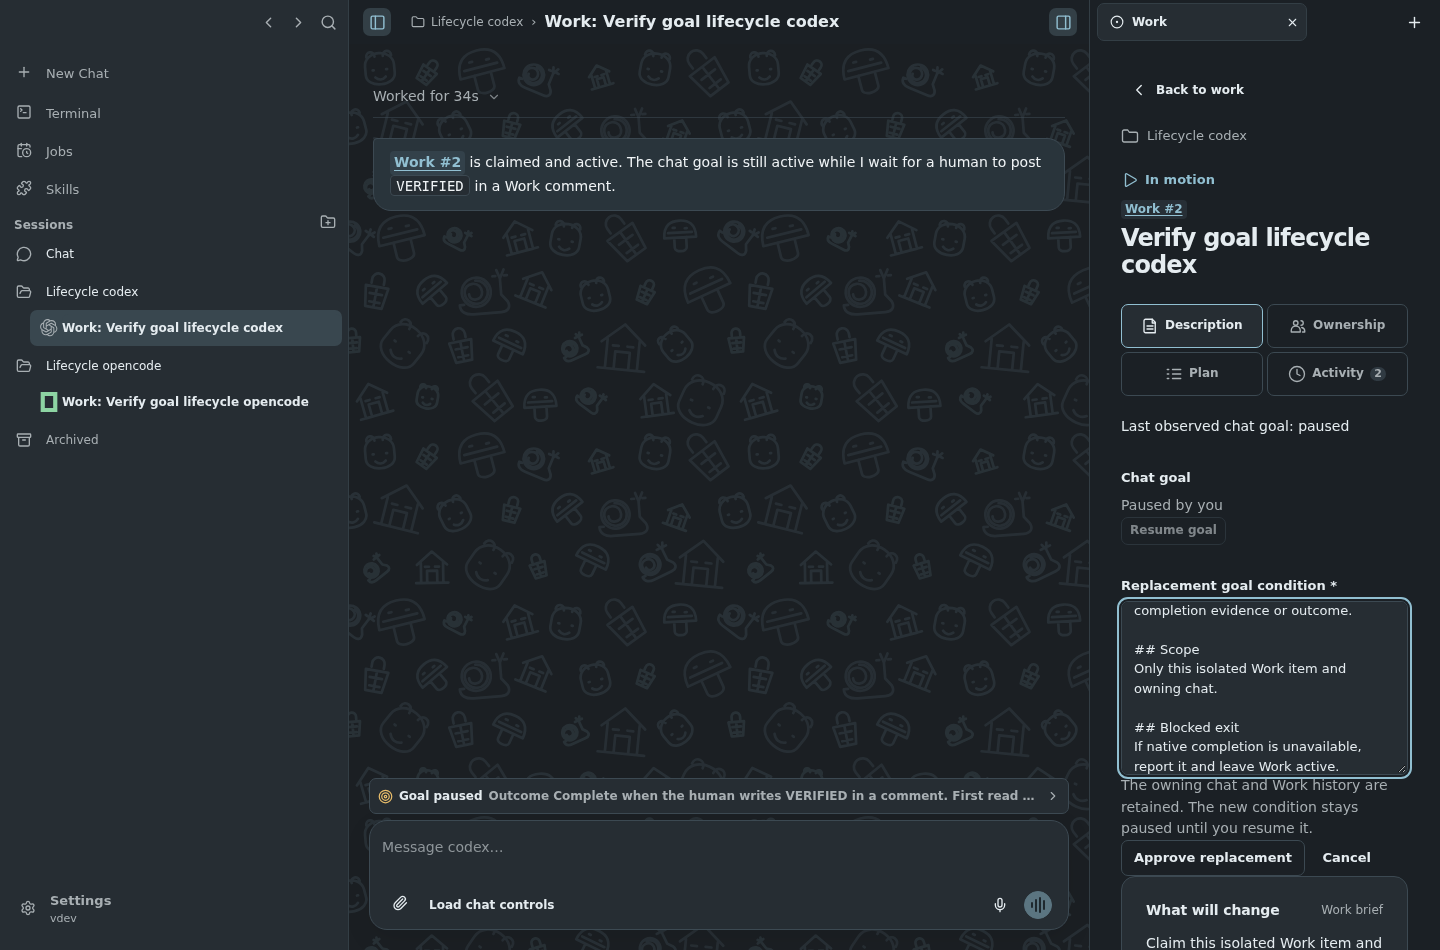 New Chat
Terminal
Jobs
Skills
Sessions
Chat
Lifecycle codex
Work: Verify goal lifecycle codex
Lifecycle opencode
Work: Verify goal lifecycle opencode
Archived
Settings
vdev
Lifecycle codex › Work: Verify goal lifecycle codex
Worked for 34s
Work #2 is claimed and active. The chat goal is still active while I wait for a human to post
VERIFIED in a Work comment.
Goal paused Outcome Complete when the human writes VERIFIED in a comment. First read …
Message codex…
Load chat controls
Work
Back to work
Lifecycle codex
In motion
Work #2
Verify goal lifecycle
codex
Description
Ownership
Plan
Activity 2
Last observed chat goal: paused
Chat goal
Paused by you
Resume goal
Replacement goal condition *
completion evidence or outcome.
## Scope
Only this isolated Work item and
owning chat.
## Blocked exit
If native completion is unavailable,
report it and leave Work active.
The owning chat and Work history are
retained. The new condition stays
paused until you resume it.
Approve replacement
Cancel
What will change
Work brief
Claim this isolated Work item and